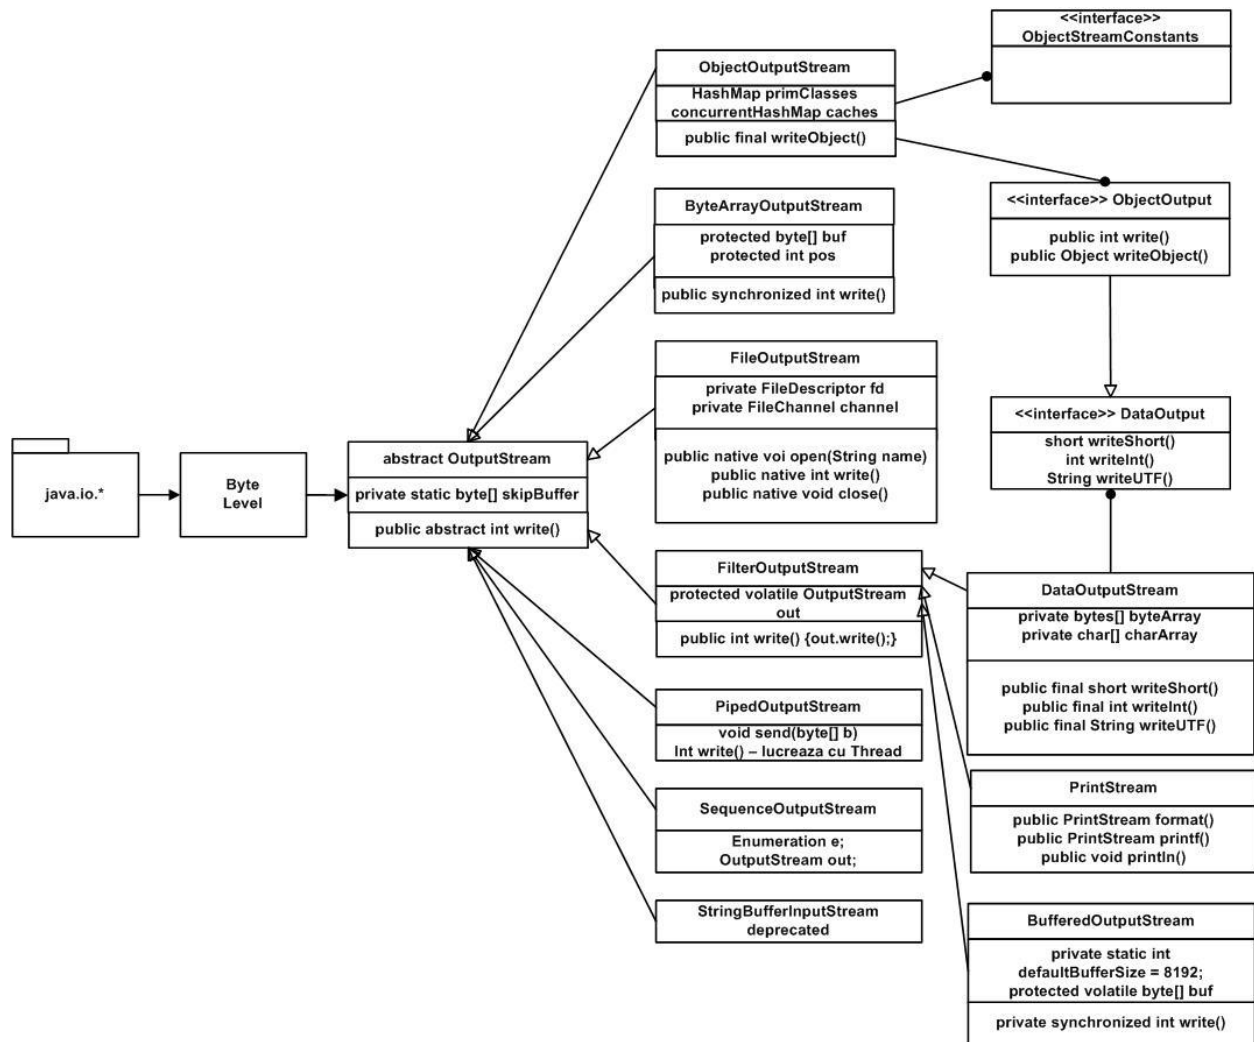 java.io.*
Byte
Level
abstract OutputStream
private static byte[] skipBuffer
public abstract int write()
ObjectOutputStream
HashMap primClasses
concurrentHashMap caches
public final writeObject()
ByteArrayOutputStream
protected byte[] buf
protected int pos
public synchronized int write()
FileOutputStream
private FileDescriptor fd
private FileChannel channel
public native voi open(String name)
public native int write()
public native void close()
FilterOutputStream
protected volatile OutputStream
out
public int write() {out.write();}
PipedOutputStream
void send(byte[] b)
Int write() – lucreaza cu Thread
SequenceOutputStream
Enumeration e;
OutputStream out;
StringBufferInputStream
deprecated
<<interface>>
ObjectStreamConstants
<<interface>> ObjectOutput
public int write()
public Object writeObject()
<<interface>> DataOutput
short writeShort()
int writeInt()
String writeUTF()
DataOutputStream
private bytes[] byteArray
private char[] charArray
public final short writeShort()
public final int writeInt()
public final String writeUTF()
PrintStream
public PrintStream format()
public PrintStream printf()
public void println()
BufferedOutputStream
private static int
defaultBufferSize = 8192;
protected volatile byte[] buf
private synchronized int write()